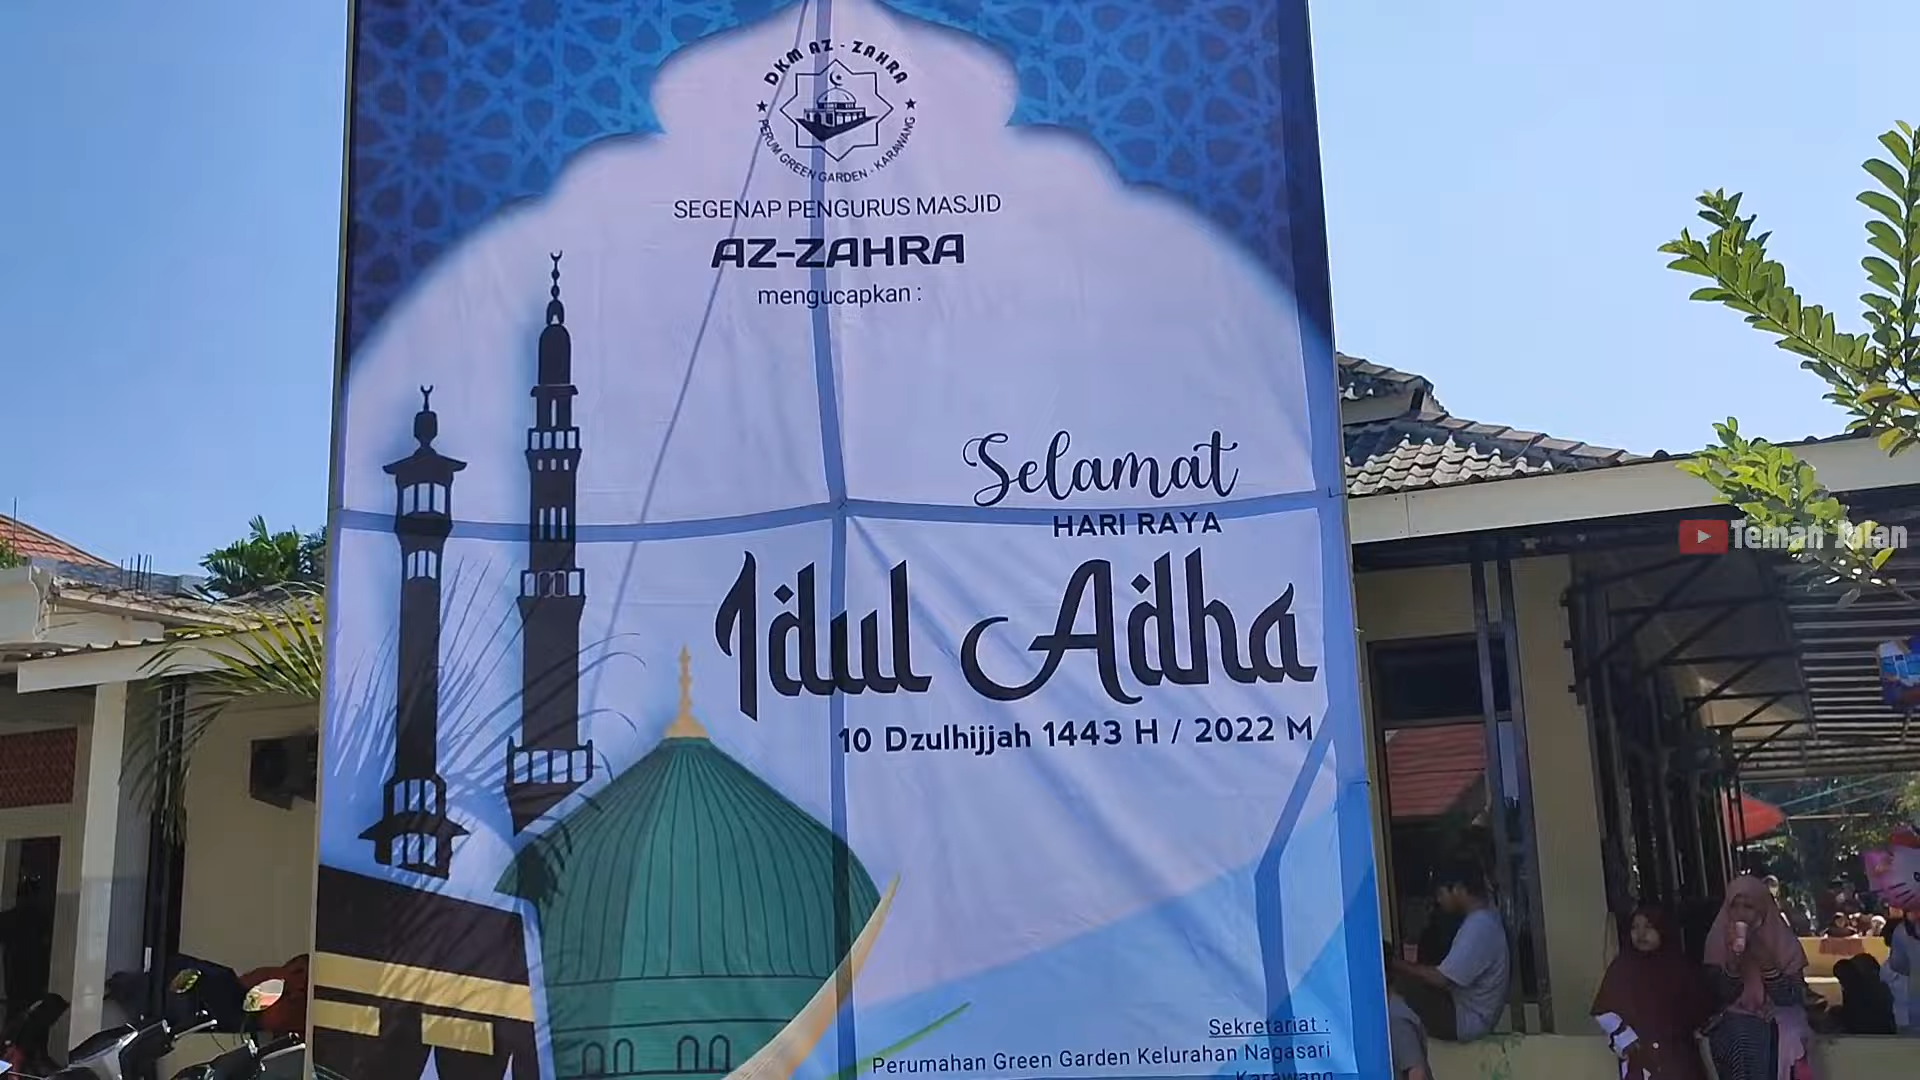 DKM AZ-ZAHRA
PERUM GREEN GARDEN - KARAWANG
SEGENAP PENGURUS MASJID
AZ-ZAHRA
mengucapkan :
Selamat
HARI RAYA
Idul Adha
10 Dzulhijjah 1443 H / 2022 M
Teman Jalan
Sekretariat :
Perumahan Green Garden Kelurahan Nagasari
Karawang